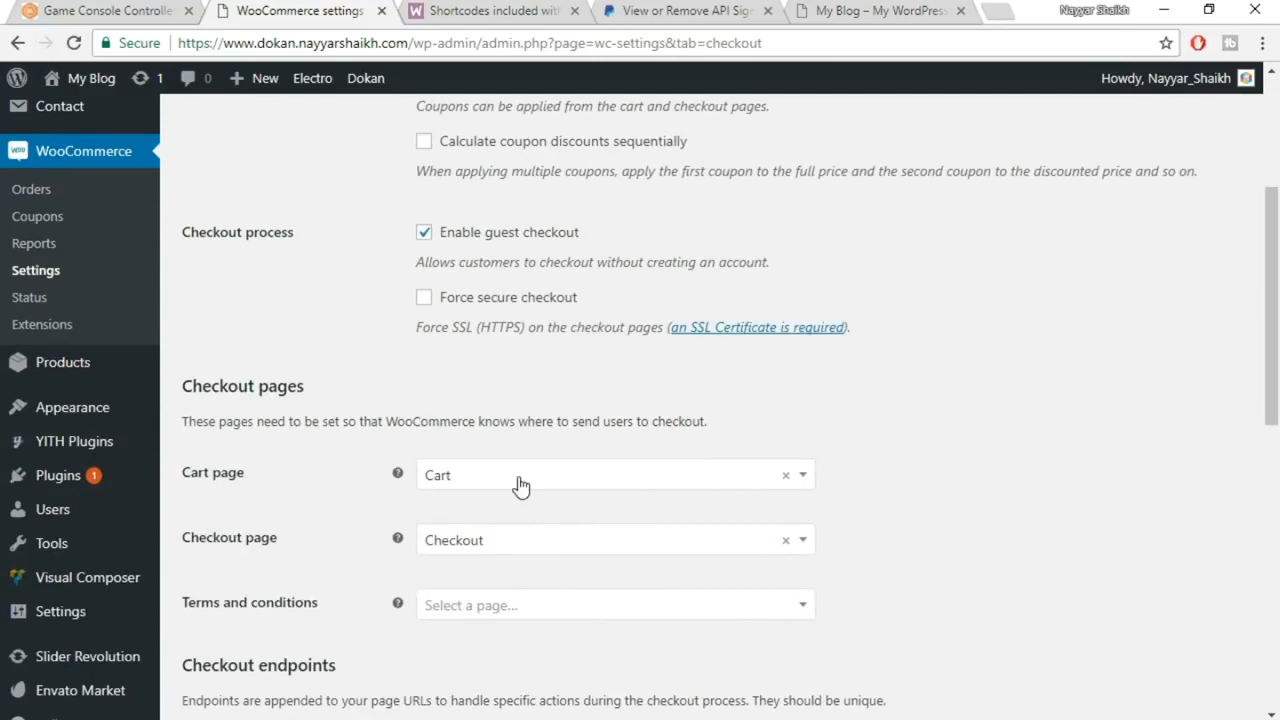 Game Console Controlle
WooCommerce settings
Shortcodes included wit
View or Remove API Sig
My Blog – My WordPres
Nayyar Shaikh
Secure
https://www.dokan.nayyarshaikh.com/wp-admin/admin.php?page=wc-settings&tab=checkout
My Blog
1
0
New
Electro
Dokan
Howdy, Nayyar_Shaikh
Contact
WooCommerce
Orders
Coupons
Reports
Settings
Status
Extensions
Products
Appearance
YITH Plugins
Plugins 1
Users
Tools
Visual Composer
Settings
Slider Revolution
Envato Market
Coupons can be applied from the cart and checkout pages.
Calculate coupon discounts sequentially
When applying multiple coupons, apply the first coupon to the full price and the second coupon to the discounted price and so on.
Checkout process
Enable guest checkout
Allows customers to checkout without creating an account.
Force secure checkout
Force SSL (HTTPS) on the checkout pages (an SSL Certificate is required).
Checkout pages
These pages need to be set so that WooCommerce knows where to send users to checkout.
Cart page
Cart
Checkout page
Checkout
Terms and conditions
Select a page...
Checkout endpoints
Endpoints are appended to your page URLs to handle specific actions during the checkout process. They should be unique.